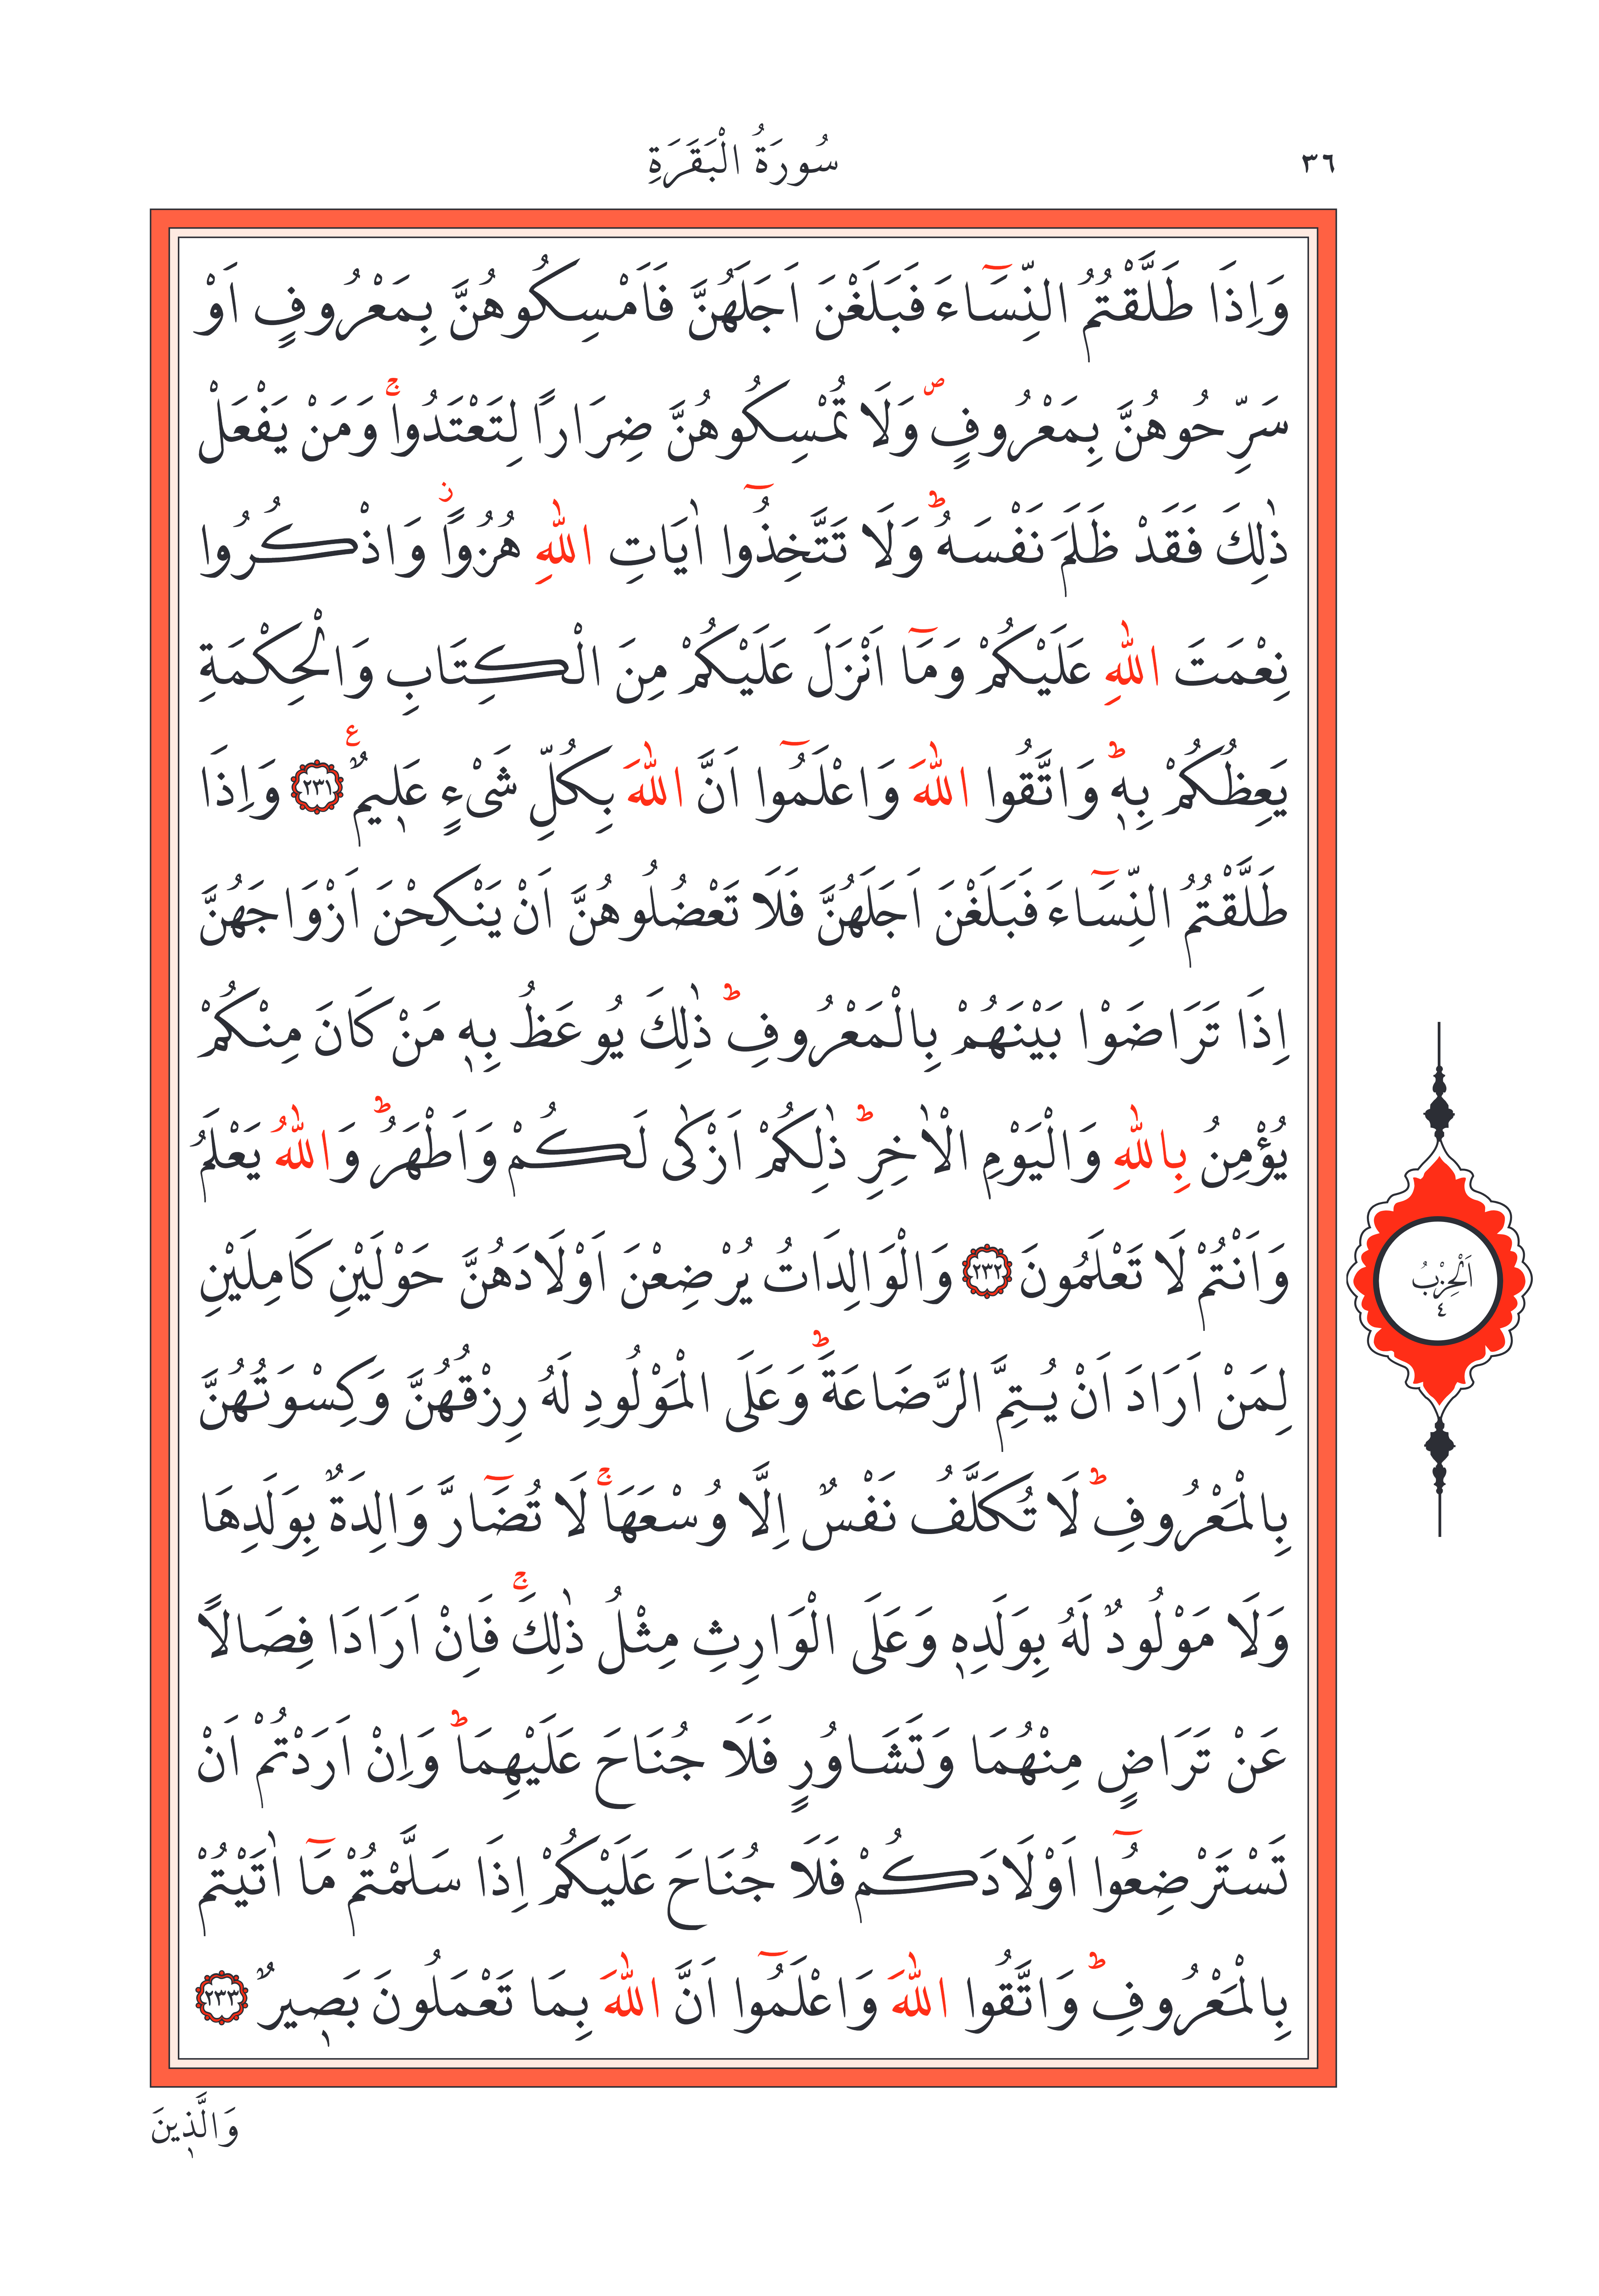 ٣٦
سُورَةُ الْبَقَرَةِ
وَاِذَا طَلَّقْتُمُ النِّسَٓاءَ فَبَلَغْنَ اَجَلَهُنَّ فَاَمْسِكُوهُنَّ بِمَعْرُوفٍ اَوْ
سَرِّحُوهُنَّ بِمَعْرُوفٍۖ وَلَا تُمْسِكُوهُنَّ ضِرَارًا لِتَعْتَدُواۚ وَمَنْ يَفْعَلْ
ذٰلِكَ فَقَدْ ظَلَمَ نَفْسَهُؕ وَلَا تَتَّخِذُٓوا اٰيَاتِ اللّٰهِ هُزُوًاؗ وَاذْكُرُوا
نِعْمَتَ اللّٰهِ عَلَيْكُمْ وَمَٓا اَنْزَلَ عَلَيْكُمْ مِنَ الْكِتَابِ وَالْحِكْمَةِ
يَعِظُكُمْ بِهٖؕ وَاتَّقُوا اللّٰهَ وَاعْلَمُٓوا اَنَّ اللّٰهَ بِكُلِّ شَىْءٍ عَلٖيمٌࣖ ﴿٢٣١﴾ وَاِذَا
طَلَّقْتُمُ النِّسَٓاءَ فَبَلَغْنَ اَجَلَهُنَّ فَلَا تَعْضُلُوهُنَّ اَنْ يَنْكِحْنَ اَزْوَاجَهُنَّ
اِذَا تَرَاضَوْا بَيْنَهُمْ بِالْمَعْرُوفِؕ ذٰلِكَ يُوعَظُ بِهٖ مَنْ كَانَ مِنْكُمْ
يُؤْمِنُ بِاللّٰهِ وَالْيَوْمِ الْاٰخِرِؕ ذٰلِكُمْ اَزْكٰى لَكُمْ وَاَطْهَرُؕ وَاللّٰهُ يَعْلَمُ
وَاَنْتُمْ لَا تَعْلَمُونَ ﴿٢٣٢﴾ وَالْوَالِدَاتُ يُرْضِعْنَ اَوْلَادَهُنَّ حَوْلَيْنِ كَامِلَيْنِ
لِمَنْ اَرَادَ اَنْ يُتِمَّ الرَّضَاعَةَؕ وَعَلَى الْمَوْلُودِ لَهُ رِزْقُهُنَّ وَكِسْوَتُهُنَّ
بِالْمَعْرُوفِؕ لَا تُكَلَّفُ نَفْسٌ اِلَّا وُسْعَهَاۚ لَا تُضَٓارَّ وَالِدَةٌ بِوَلَدِهَا
وَلَا مَوْلُودٌ لَهُ بِوَلَدِهٖ وَعَلَى الْوَارِثِ مِثْلُ ذٰلِكَۚ فَاِنْ اَرَادَا فِصَالًا
عَنْ تَرَاضٍ مِنْهُمَا وَتَشَاوُرٍ فَلَا جُنَاحَ عَلَيْهِمَاؕ وَاِنْ اَرَدْتُمْ اَنْ
تَسْتَرْضِعُٓوا اَوْلَادَكُمْ فَلَا جُنَاحَ عَلَيْكُمْ اِذَا سَلَّمْتُمْ مَٓا اٰتَيْتُمْ
بِالْمَعْرُوفِؕ وَاتَّقُوا اللّٰهَ وَاعْلَمُٓوا اَنَّ اللّٰهَ بِمَا تَعْمَلُونَ بَصٖيرٌ ﴿٢٣٣﴾
اَلْحِزْبُ
٤
وَالَّذٖينَ